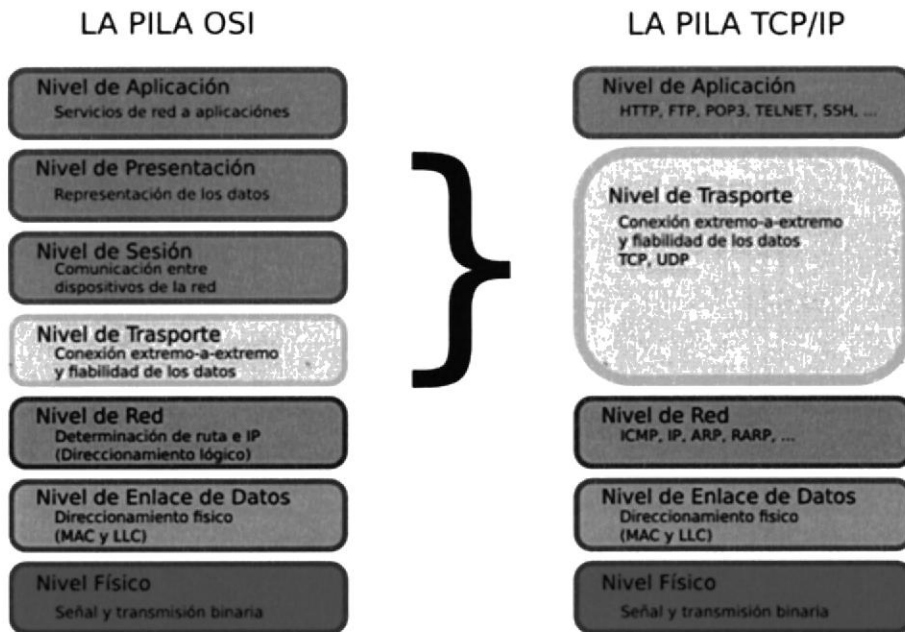 LA PILA OSI
Nivel de Aplicación
Servicios de red a aplicaciónes
Nivel de Presentación
Representación de los datos
Nivel de Sesión
Comunicación entre
dispositivos de la red
Nivel de Trasporte
Conexión extremo-a-extremo
y fiabilidad de los datos
Nivel de Red
Determinación de ruta e IP
(Direccionamiento lógico)
Nivel de Enlace de Datos
Direccionamiento físico
(MAC y LLC)
Nivel Físico
Señal y transmisión binaria
}
LA PILA TCP/IP
Nivel de Aplicación
HTTP, FTP, POP3, TELNET, SSH, ...
Nivel de Trasporte
Conexión extremo-a-extremo
y fiabilidad de los datos
TCP, UDP
Nivel de Red
ICMP, IP, ARP, RARP, ...
Nivel de Enlace de Datos
Direccionamiento fisico
(MAC y LLC)
Nivel Físico
Señal y transmisión binaria